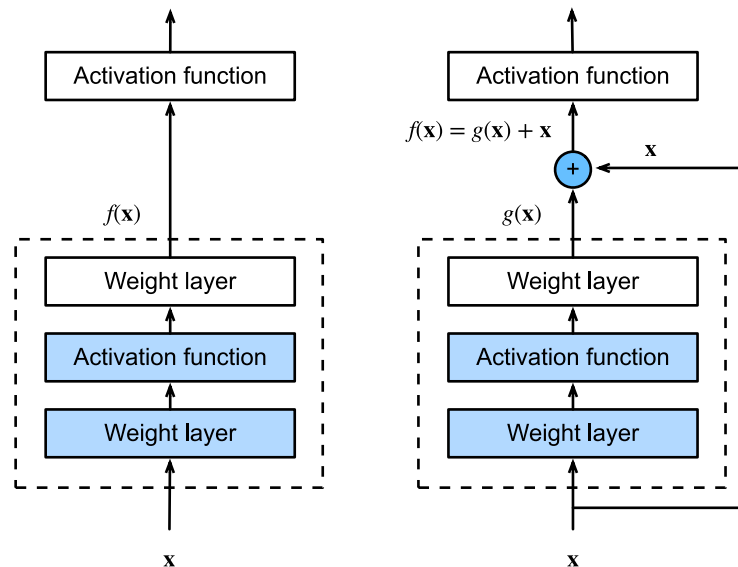 Activation function
f(x)
Weight layer
Activation function
Weight layer
x
Activation function
f(x) = g(x) + x
x
+
g(x)
Weight layer
Activation function
Weight layer
x